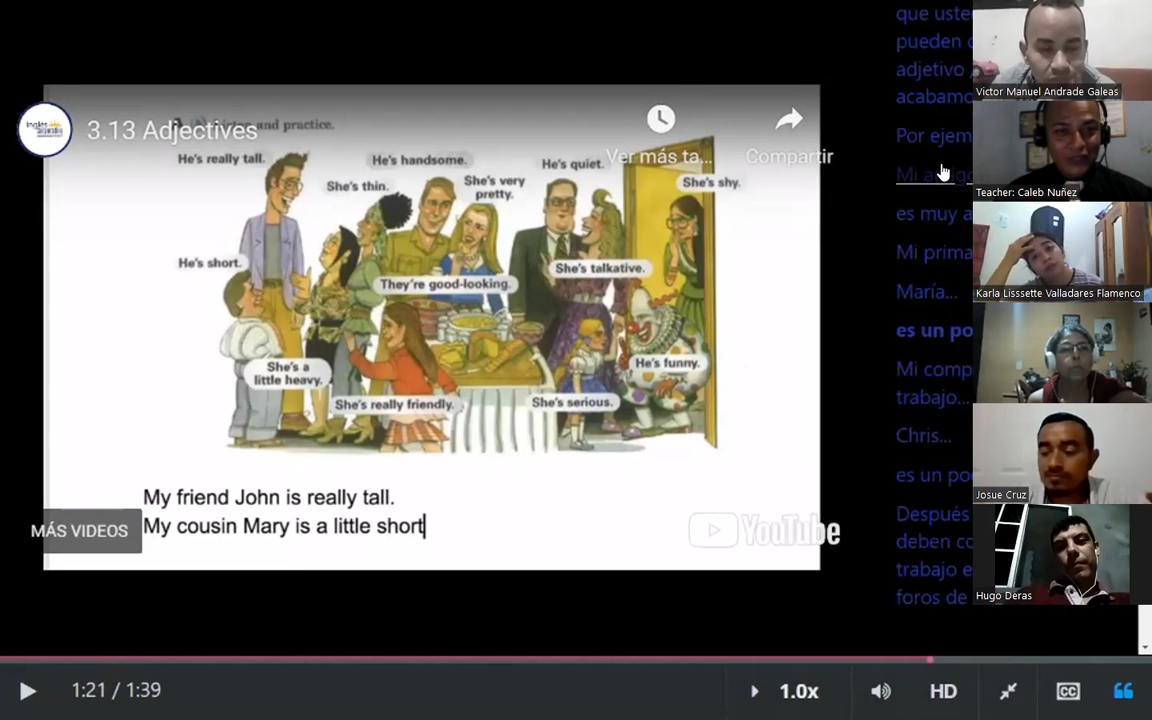 3.13 Adjectives
and practice.
Ver más ta...
Compartir
He's really tall.
He's handsome.
He's quiet.
She's thin.
She's very
pretty.
She's shy.
He's short.
They're good-looking.
She's talkative.
She's a
little heavy.
He's funny.
She's really friendly.
She's serious.
My friend John is really tall.
My cousin Mary is a little short
MÁS VIDEOS
YouTube
que uste
pueden
adjetivo
acabamo
Por ejem
Mi amigo
es muy a
Mi prima
María...
es un po
Mi comp
trabajo...
Chris...
es un po
Después
deben co
trabajo e
foros de
Victor Manuel Andrade Galeas
Teacher: Caleb Nuñez
Karla Lisssette Valladares Flamenco
Josue Cruz
Hugo Deras
1:21 / 1:39
1.0x
HD
CC